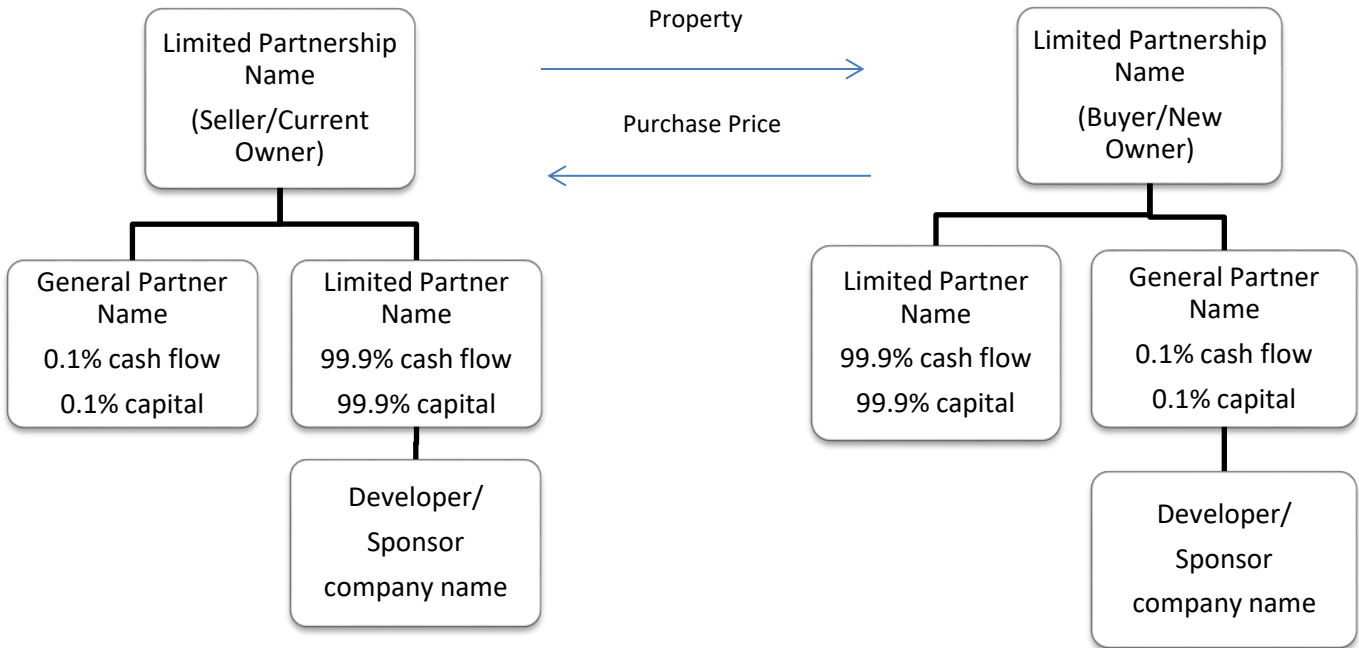 Limited Partnership
Name
(Seller/Current
Owner)
Property
Purchase Price
Limited Partnership
Name
(Buyer/New
Owner)
General Partner
Name
0.1% cash flow
0.1% capital
Limited Partner
Name
99.9% cash flow
99.9% capital
Limited Partner
Name
99.9% cash flow
99.9% capital
General Partner
Name
0.1% cash flow
0.1% capital
Developer/
Sponsor
company name
Developer/
Sponsor
company name